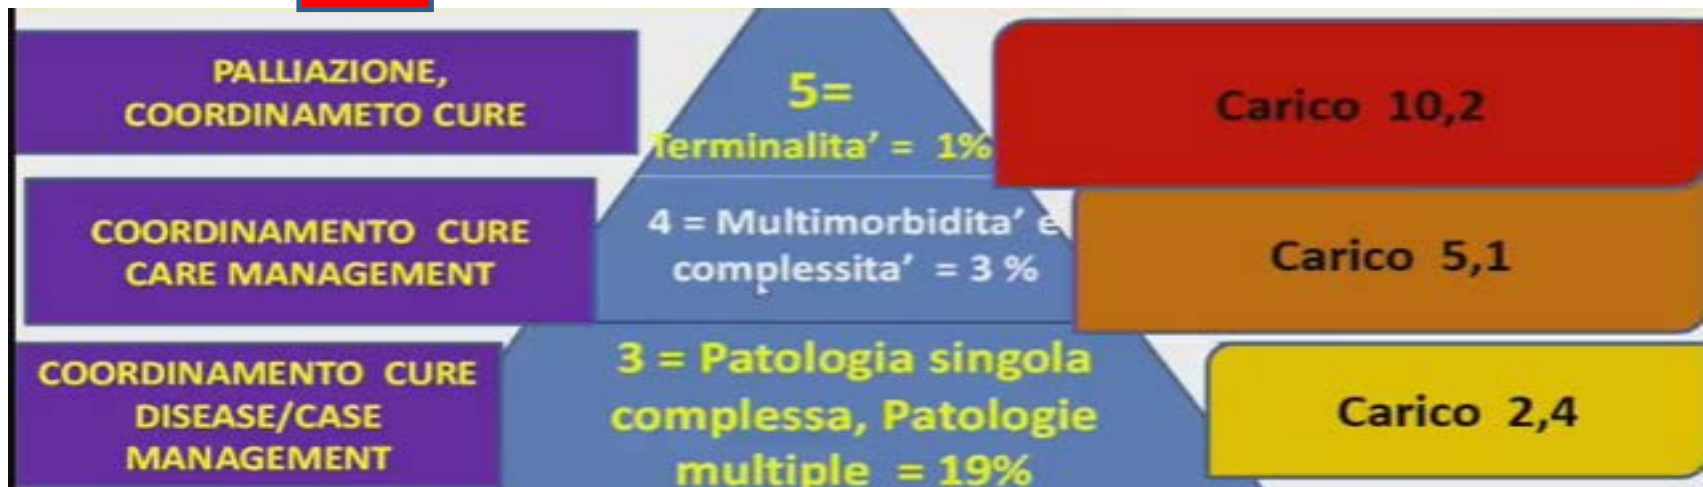 PALLIAZIONE,
COORDINAMETO CURE
5=
Terminalita' = 1%
Carico 10,2
COORDINAMENTO CURE
CARE MANAGEMENT
4 = Multimorbidita' e
complessita' = 3 %
Carico 5,1
COORDINAMENTO CURE
DISEASE/CASE
MANAGEMENT
3 = Patologia singola
complessa, Patologie
multiple = 19%
Carico 2,4